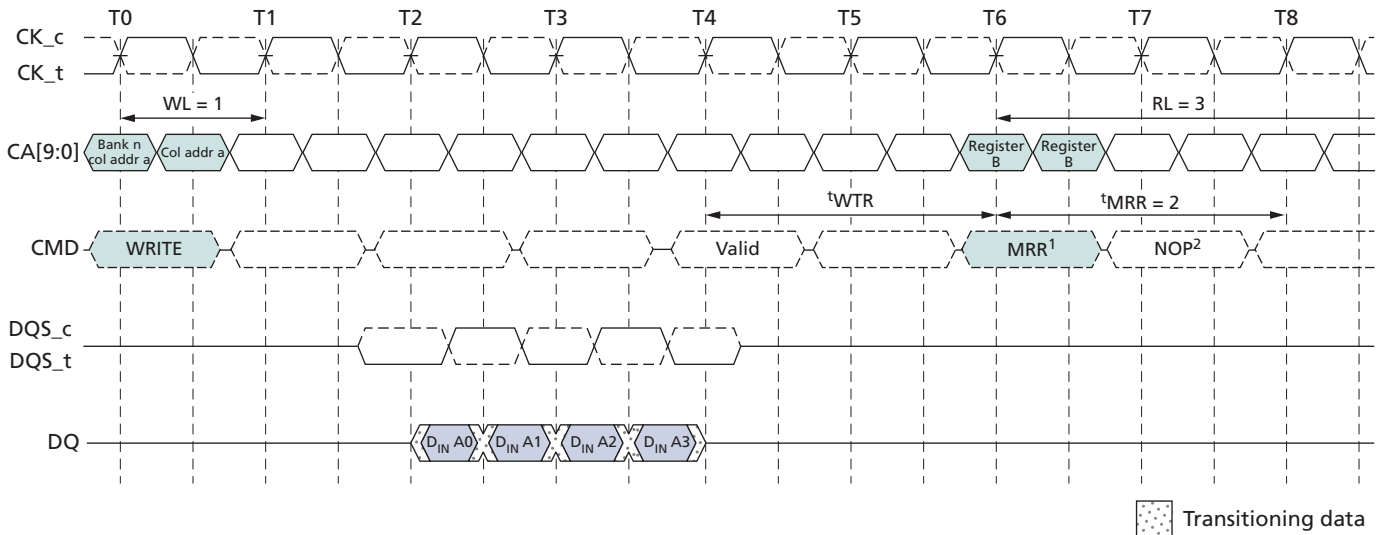 T0 T1 T2 T3 T4 T5 T6 T7 T8
CK_c
CK_t
WL = 1 RL = 3
CA[9:0] Bank n col addr a Col addr a Register B Register B
tWTR tMRR = 2
CMD WRITE Valid MRR1 NOP2
DQS_c
DQS_t
DQ DIN A0 DIN A1 DIN A2 DIN A3
Transitioning data